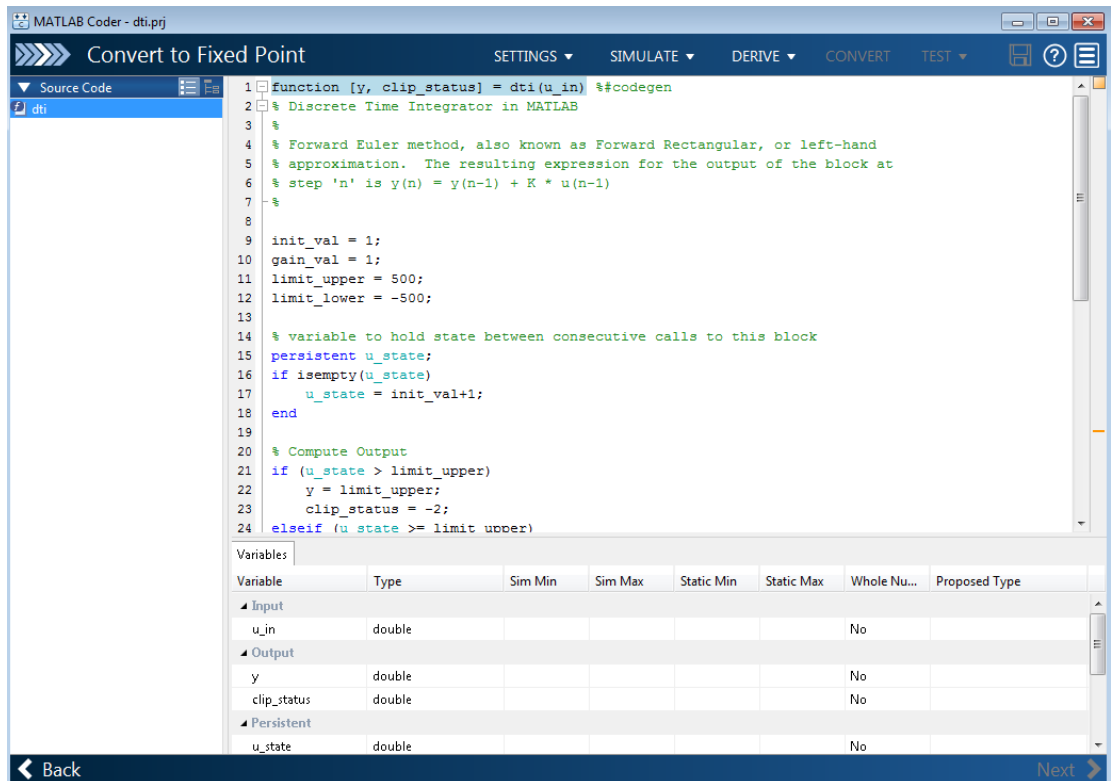 MATLAB Coder - dti.prj
Convert to Fixed Point SETTINGS SIMULATE DERIVE CONVERT TEST
Source Code
dti
1 function [y, clip_status] = dti(u_in) %#codegen
2 % Discrete Time Integrator in MATLAB
3 %
4 % Forward Euler method, also known as Forward Rectangular, or left-hand
5 % approximation.  The resulting expression for the output of the block at
6 % step 'n' is y(n) = y(n-1) + K * u(n-1)
7 %
8
9 init_val = 1;
10 gain_val = 1;
11 limit_upper = 500;
12 limit_lower = -500;
13
14 % variable to hold state between consecutive calls to this block
15 persistent u_state;
16 if isempty(u_state)
17     u_state = init_val+1;
18 end
19
20 % Compute Output
21 if (u_state > limit_upper)
22     y = limit_upper;
23     clip_status = -2;
24 elseif (u_state >= limit_upper)
Variables
Variable Type Sim Min Sim Max Static Min Static Max Whole Nu... Proposed Type
Input
u_in double No
Output
y double No
clip_status double No
Persistent
u_state double No
Back Next